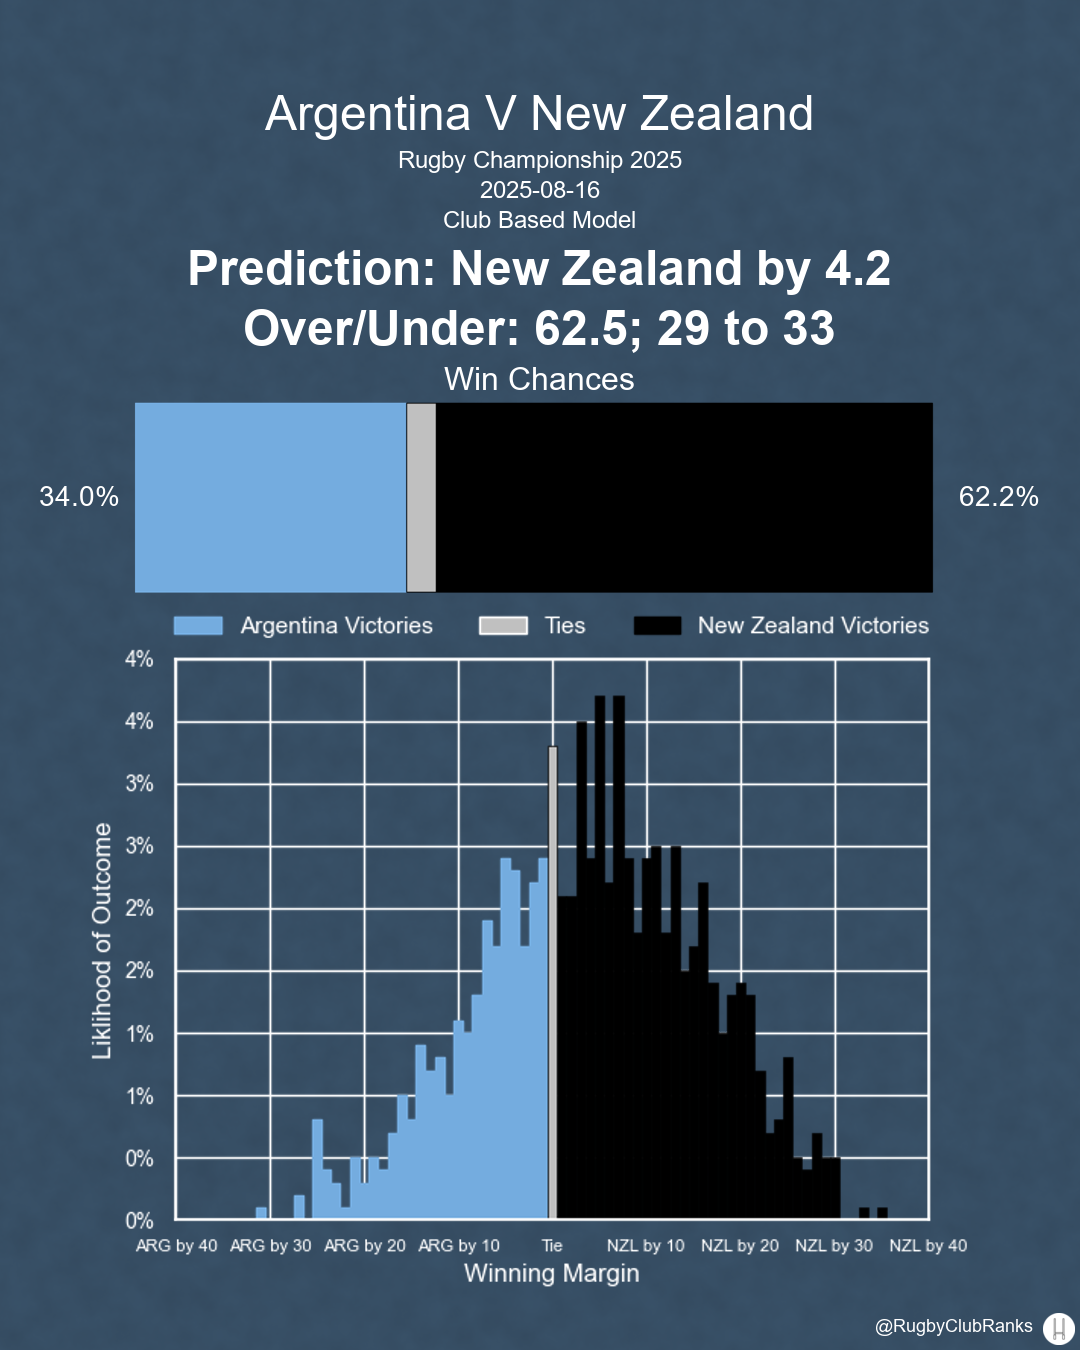 Argentina V New Zealand
Rugby Championship 2025
2025-08-16
Club Based Model
Prediction: New Zealand by 4.2
Over/Under: 62.5; 29 to 33
Win Chances
34.0%
62.2%
Argentina Victories
Ties
New Zealand Victories
4%
4%
3%
3%
2%
2%
1%
1%
0%
0%
Liklihood of Outcome
ARG by 40
ARG by 30
ARG by 20
ARG by 10
Tie
NZL by 10
NZL by 20
NZL by 30
NZL by 40
Winning Margin
@RugbyClubRanks